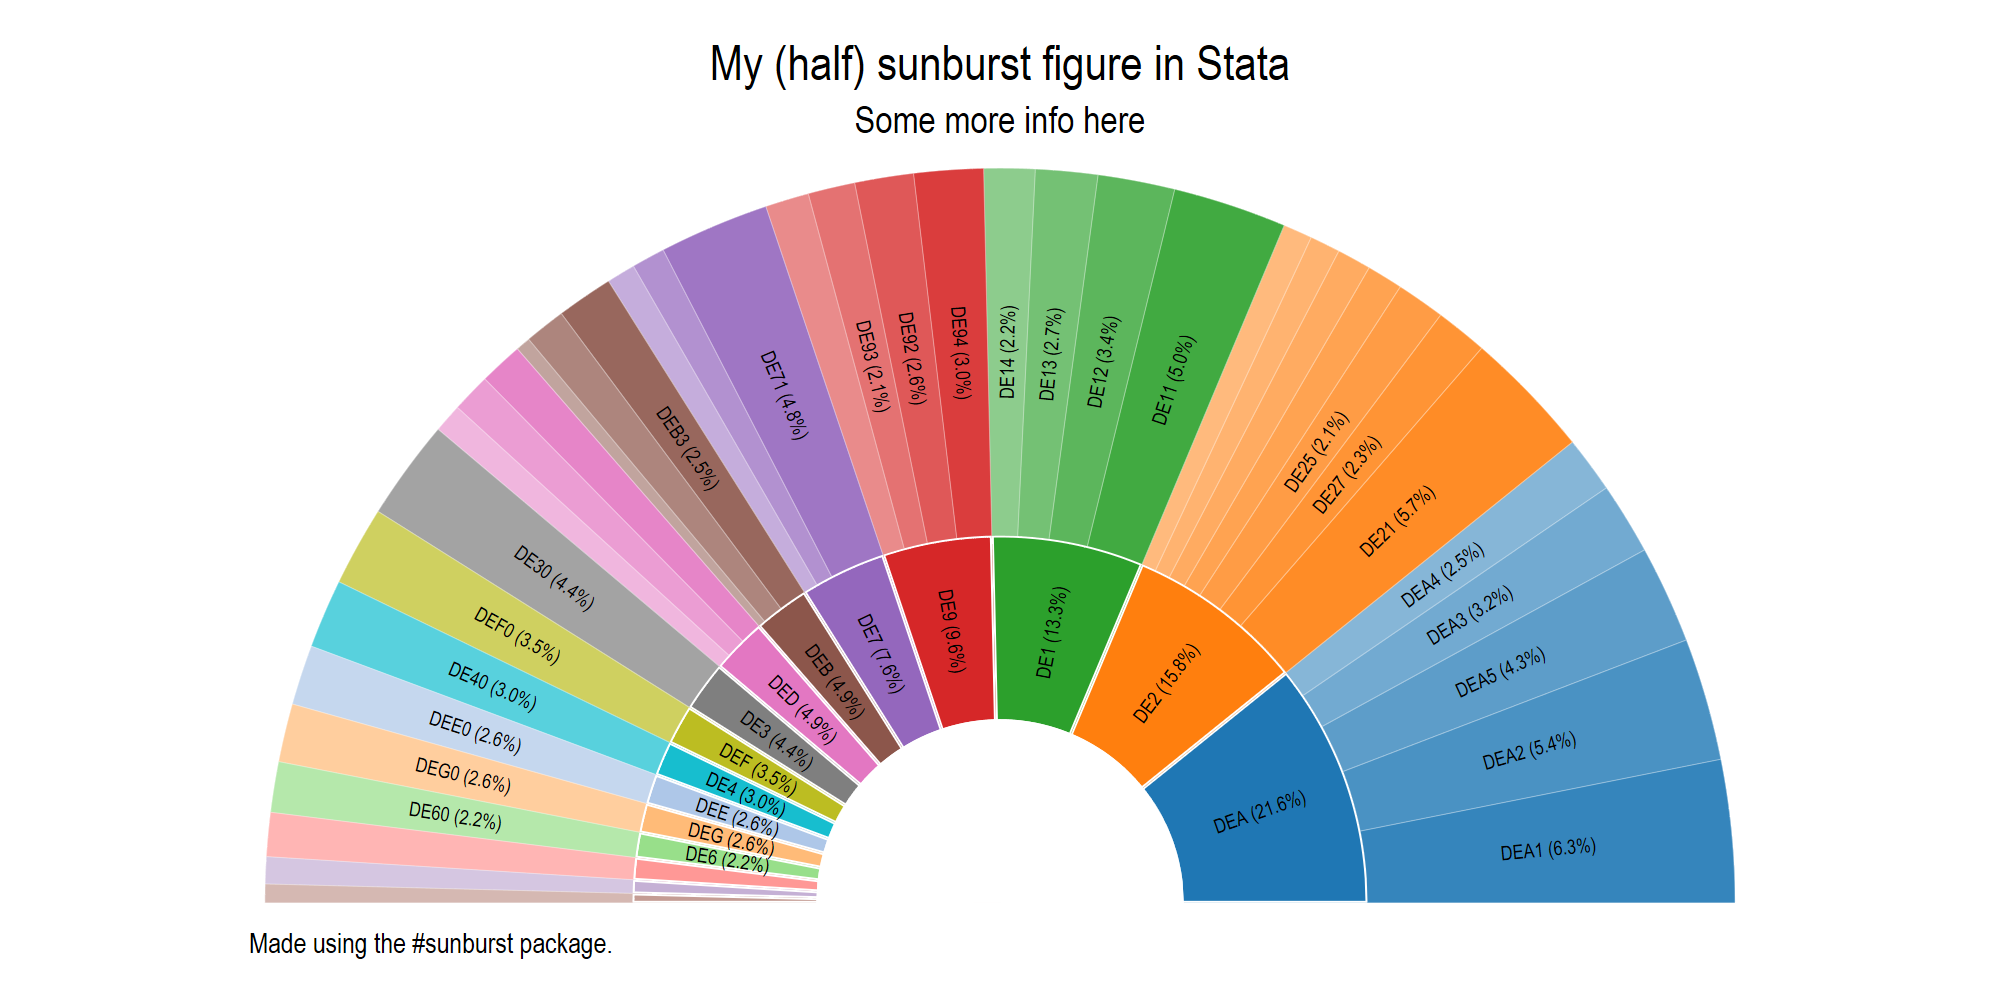 My (half) sunburst figure in Stata
Some more info here
DE93 (2.1%)
DE92 (2.6%)
DE94 (3.0%)
DE14 (2.2%)
DE13 (2.7%)
DE12 (3.4%)
DE11 (5.0%)
DE71 (4.8%)
DEB3 (2.5%)
DE25 (2.1%)
DE27 (2.3%)
DE21 (5.7%)
DE30 (4.4%)
DEF0 (3.5%)
DE40 (3.0%)
DEE0 (2.6%)
DEG0 (2.6%)
DE60 (2.2%)
DEA4 (2.5%)
DEA3 (3.2%)
DEA5 (4.3%)
DEA2 (5.4%)
DEA1 (6.3%)
DE9 (9.6%)
DE1 (13.3%)
DE7 (7.6%)
DEB (4.9%)
DE2 (15.8%)
DED (4.9%)
DE3 (4.4%)
DEF (3.5%)
DE4 (3.0%)
DEE (2.6%)
DEG (2.6%)
DE6 (2.2%)
DEA (21.6%)
Made using the #sunburst package.